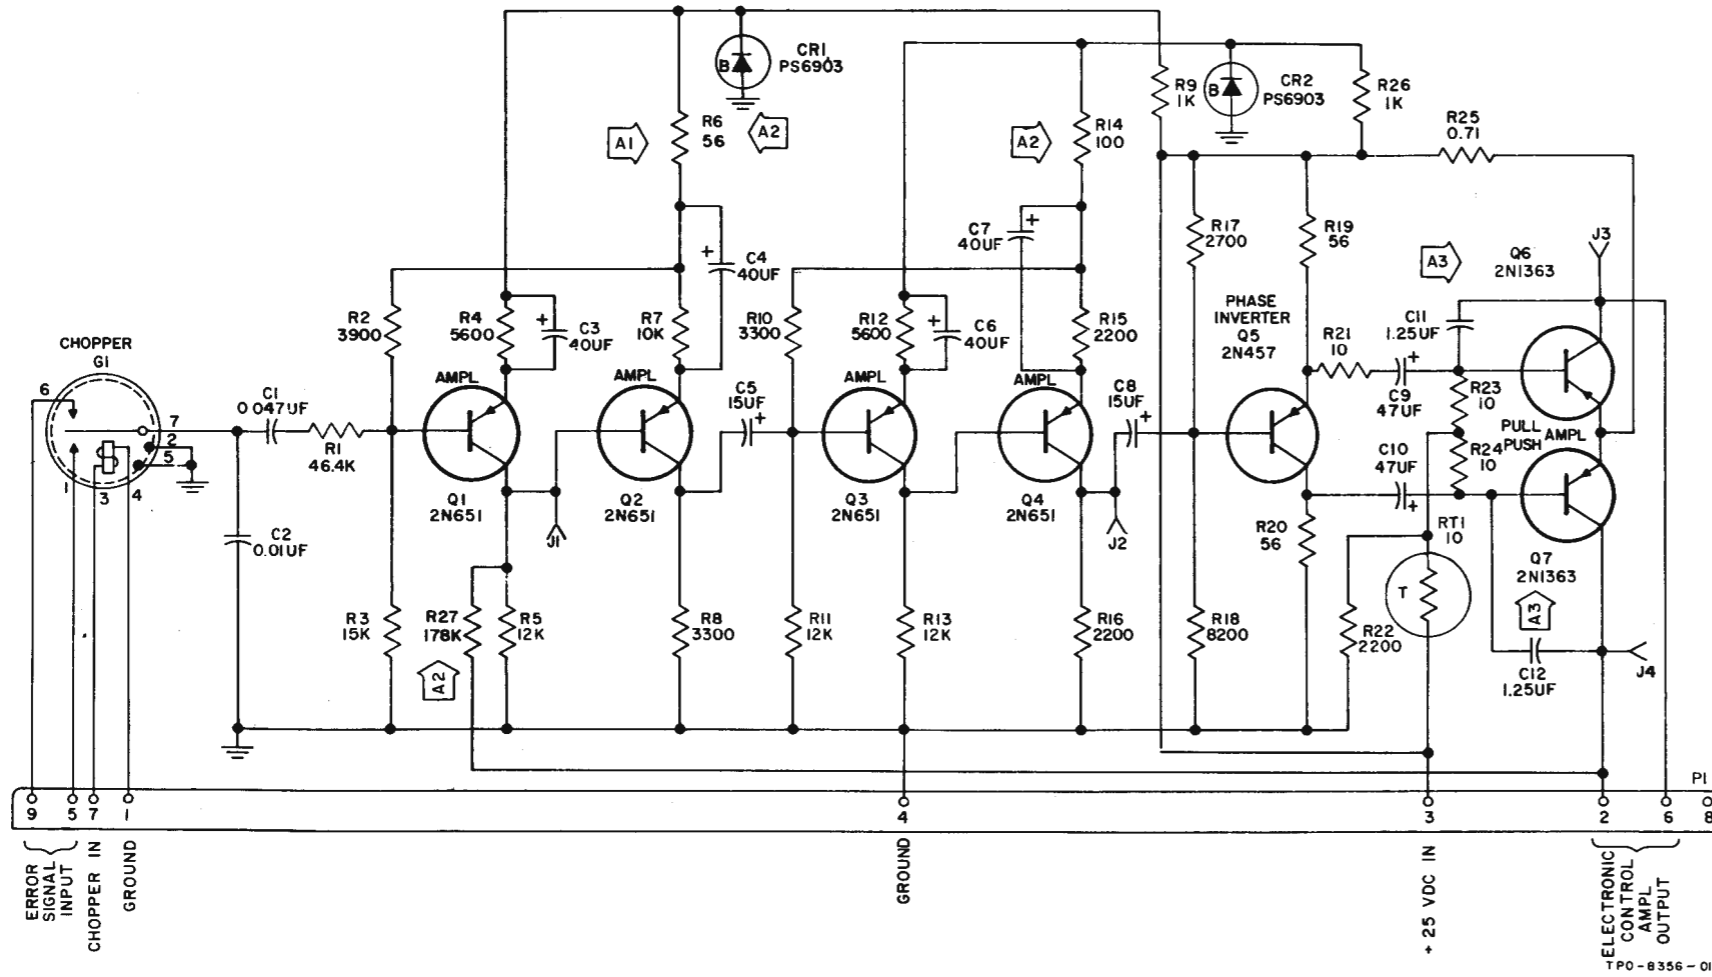 CR1
PS6903
B
A1
R6
56
A2
A2
R14
100
R9
1K
B
CR2
PS6903
R26
1K
R25
0.71
C4
40UF
C7
40UF
R17
2700
R19
56
A3
Q6
2N1363
J3
R2
3900
R4
5600
C3
40UF
R7
10K
R10
3300
R12
5600
C6
40UF
R15
2200
PHASE
INVERTER
Q5
2N457
R21
10
C11
1.25UF
CHOPPER
G1
6
7
2
5
1
3
4
C1
0.047UF
R1
46.4K
AMPL
AMPL
C5
15UF
AMPL
AMPL
C8
15UF
C9
47UF
R23
10
PULL
PUSH
AMPL
C10
47UF
R24
10
Q1
2N651
Q2
2N651
Q3
2N651
Q4
2N651
J1
J2
C2
0.01UF
R20
56
RT1
10
T
Q7
2N1363
A3
R3
15K
R27
178K
R5
12K
R8
3300
R11
12K
R13
12K
R16
2200
R18
8200
R22
2200
A2
C12
1.25UF
J4
P1
9
5
7
1
4
3
2
6
8
ERROR
SIGNAL
INPUT
CHOPPER IN
GROUND
GROUND
+25 VDC IN
ELECTRONIC
CONTROL
AMPL
OUTPUT
TPO-8356-01